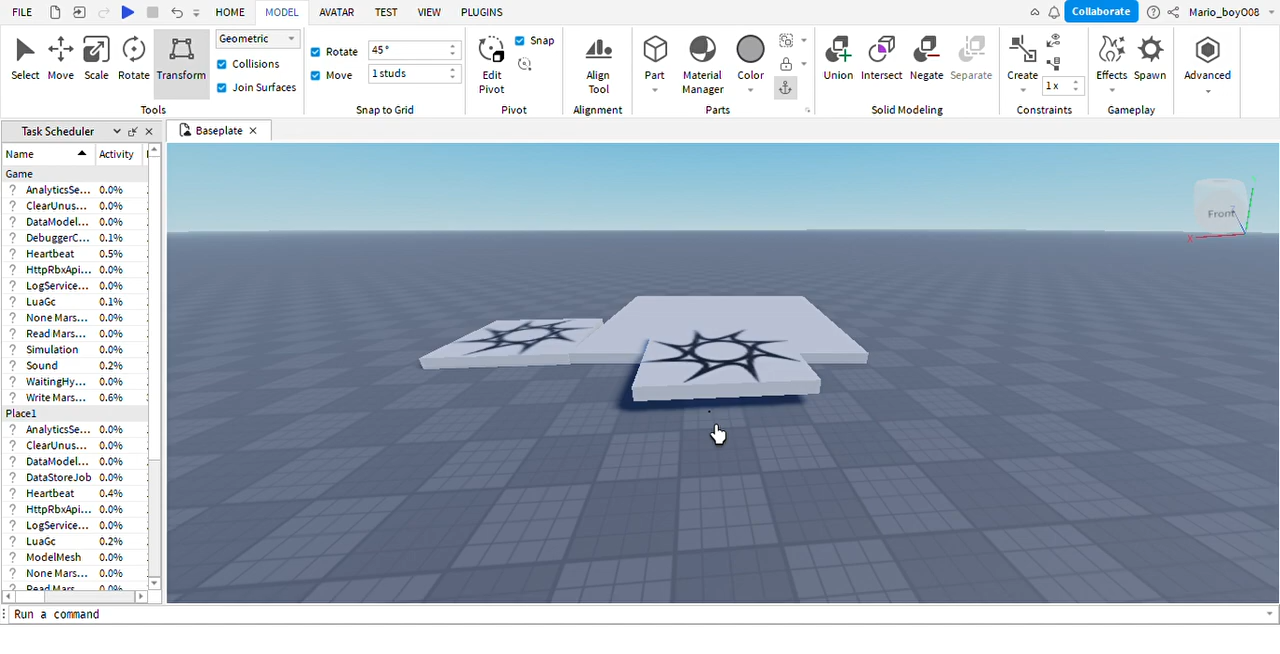 FILE HOME MODEL AVATAR TEST VIEW PLUGINS Collaborate Mario_boy008
Select Move Scale Rotate Transform
Geometric
Collisions
Join Surfaces
Tools
Rotate 45°
Move 1 studs
Snap to Grid
Edit Pivot
Snap
Pivot
Align Tool
Alignment
Part Material Manager Color
Parts
Union Intersect Negate Separate
Solid Modeling
Create 1 x
Constraints
Effects Spawn
Gameplay
Advanced
Task Scheduler
Baseplate
Name Activity
Game
AnalyticsSe... 0.0%
ClearUnus... 0.0%
DataModel... 0.0%
DebuggerC... 0.1%
Heartbeat 0.5%
HttpRbxApi... 0.0%
LogService... 0.0%
LuaGc 0.1%
None Mars... 0.0%
Read Mars... 0.0%
Simulation 0.0%
Sound 0.2%
WaitingHy... 0.0%
Write Mars... 0.6%
Place1
AnalyticsSe... 0.0%
ClearUnus... 0.0%
DataModel... 0.0%
DataStoreJob 0.0%
Heartbeat 0.4%
HttpRbxApi... 0.0%
LogService... 0.0%
LuaGc 0.2%
ModelMesh 0.0%
None Mars... 0.0%
Read Mars... 0.0%
Front
X
Z
Run a command